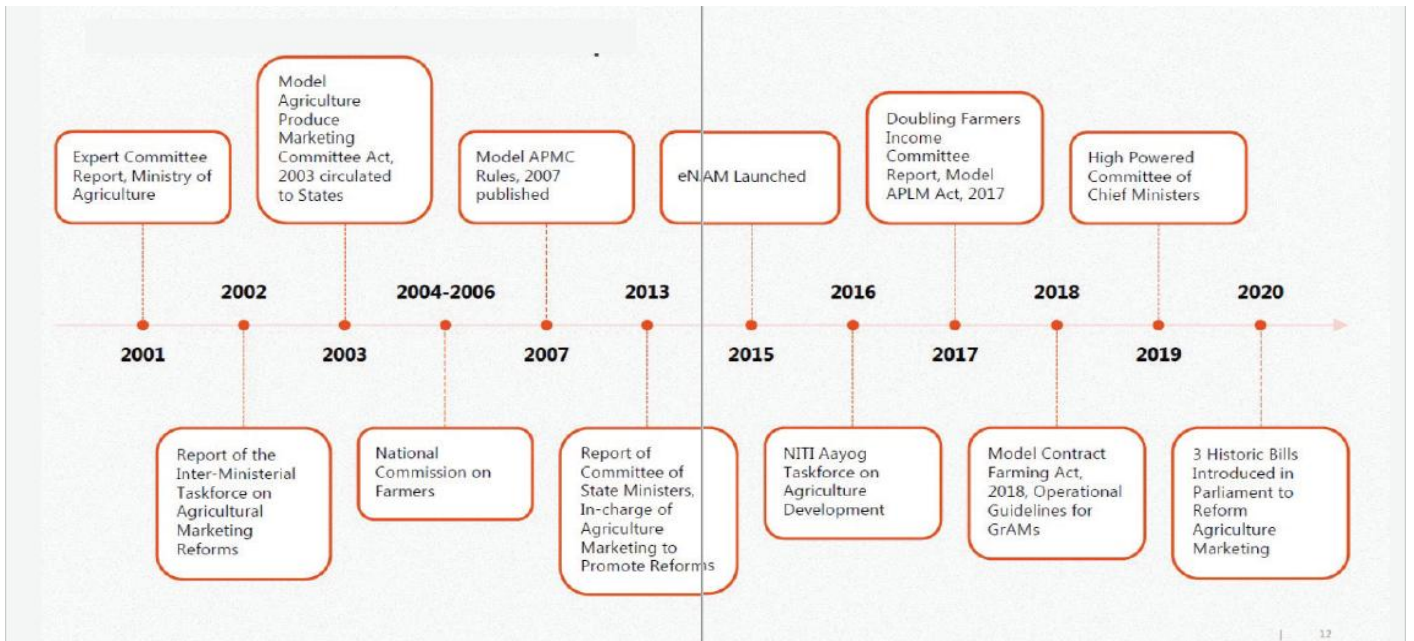 Expert Committee
Report, Ministry of
Agriculture
Model
Agriculture
Produce
Marketing
Committee Act,
2003 circulated
to States
Model APMC
Rules, 2007
published
eNAM Launched
Doubling Farmers
Income
Committee
Report, Model
APLM Act, 2017
High Powered
Committee of
Chief Ministers
2002
2004-2006
2013
2016
2018
2020
2001
2003
2007
2015
2017
2019
Report of the
Inter-Ministerial
Taskforce on
Agricultural
Marketing
Reforms
National
Commission on
Farmers
Report of
Committee of
State Ministers,
In-charge of
Agriculture
Marketing to
Promote Reforms
NITI Aayog
Taskforce on
Agriculture
Development
Model Contract
Farming Act,
2018, Operational
Guidelines for
GrAMs
3 Historic Bills
Introduced in
Parliament to
Reform
Agriculture
Marketing
| 12